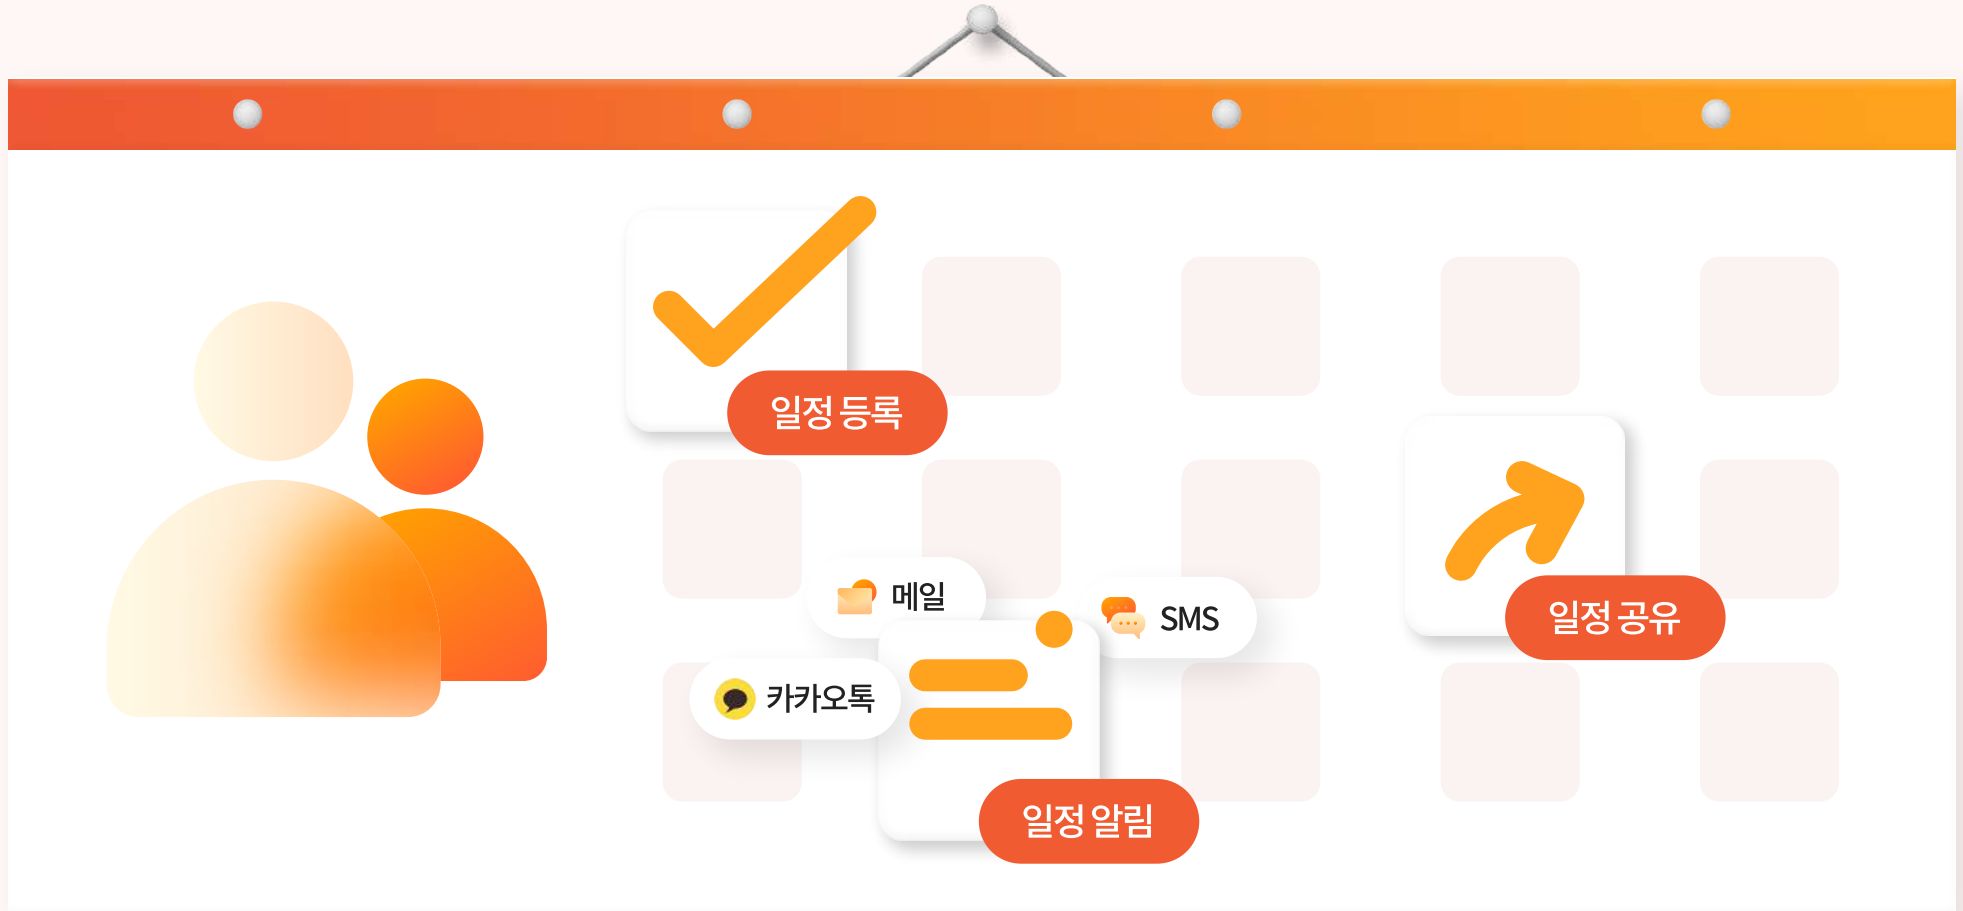 일정 등록
메일
SMS
일정 공유
카카오톡
일정 알림